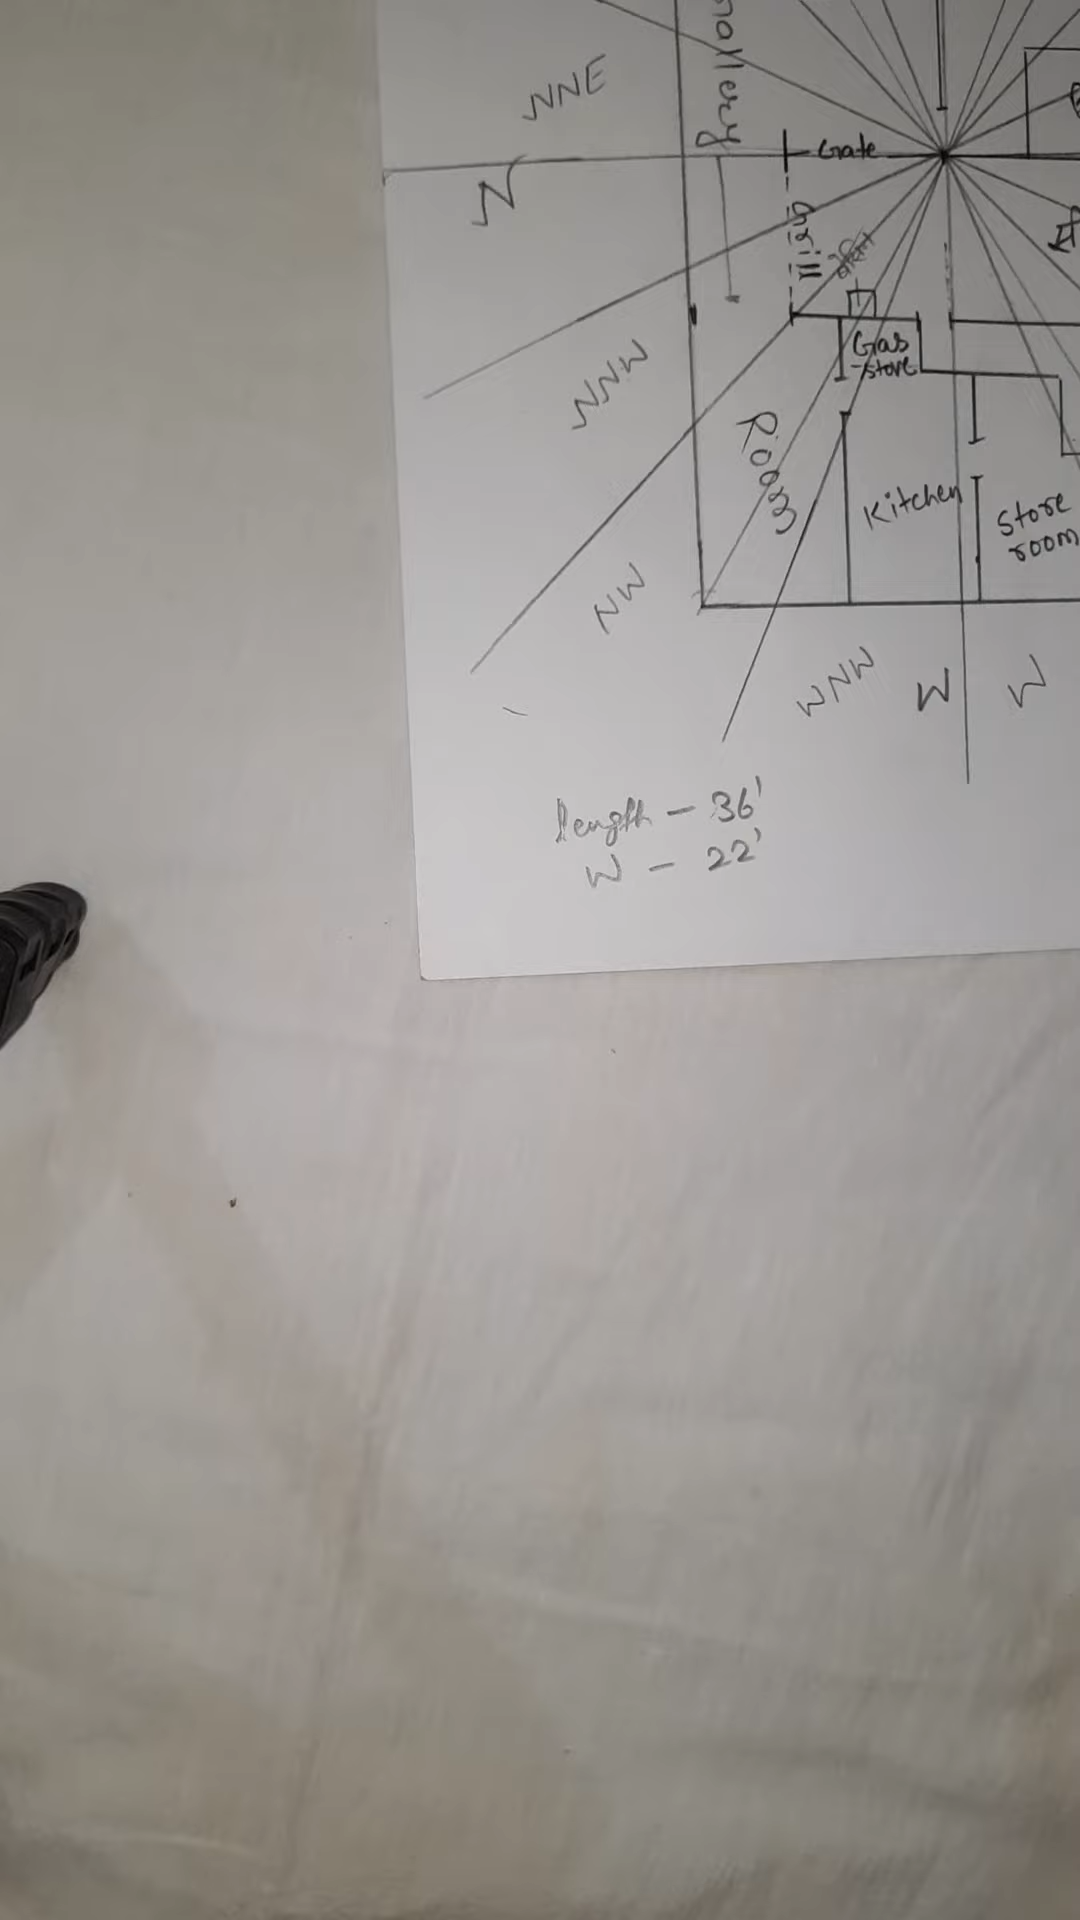 gallery
NNE
Gate
N
Grill
Gas
-stove
NNW
Room
Kitchen
Store
room
NW
WNW
W
W
length - 36'
W - 22'